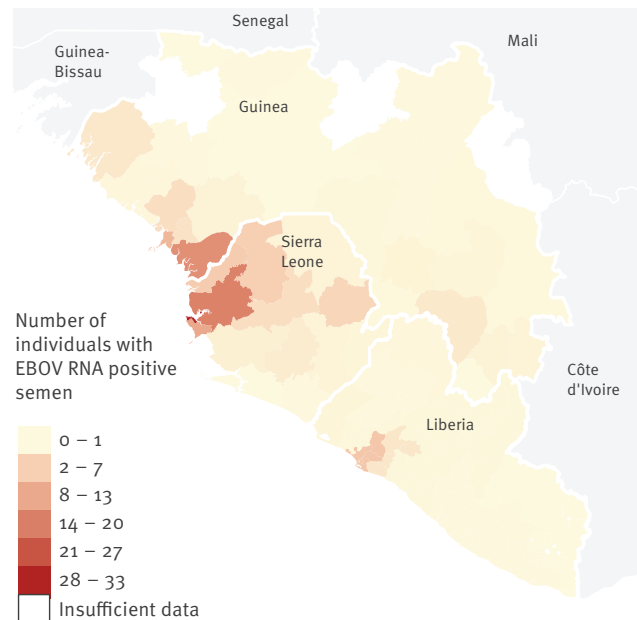 Senegal
Mali
Guinea-
Bissau
Guinea
Sierra
Leone
Number of
individuals with
EBOV RNA positive
semen
Côte
d'Ivoire
Liberia
0 – 1
2 – 7
8 – 13
14 – 20
21 – 27
28 – 33
Insufficient data